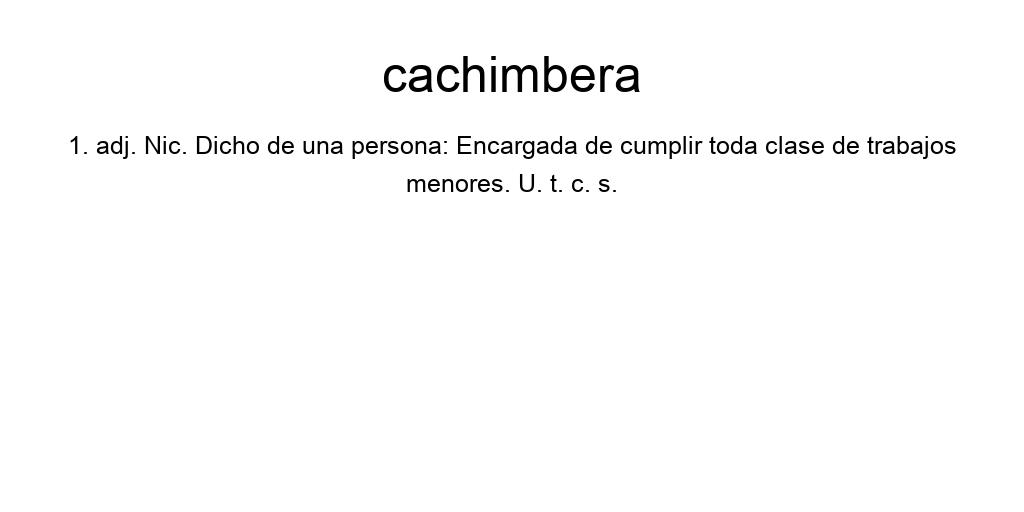 cachimbera
1. adj. Nic. Dicho de una persona: Encargada de cumplir toda clase de trabajos
menores. U. t. c. s.